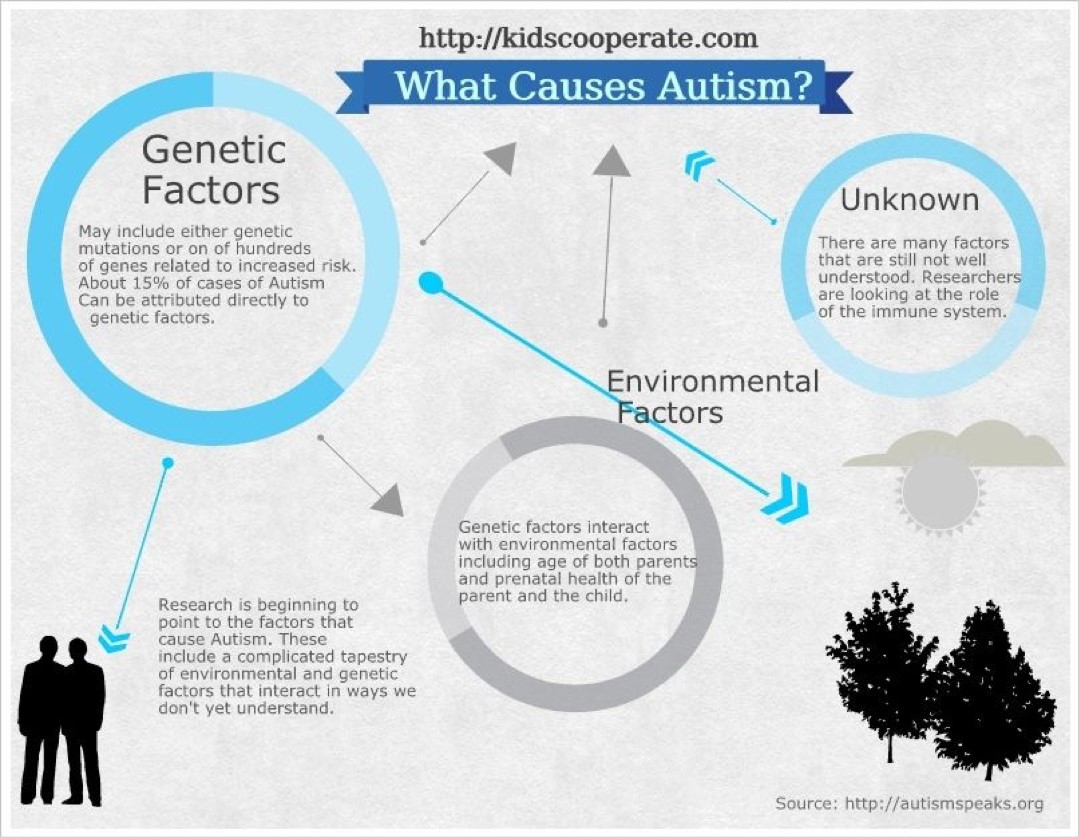 http://kidscooperate.com
What Causes Autism?
Genetic
Factors
May include either genetic
mutations or on of hundreds
of genes related to increased risk.
About 15% of cases of Autism
Can be attributed directly to
genetic factors.
Unknown
There are many factors
that are still not well
understood. Researchers
are looking at the role
of the immune system.
Environmental
Factors
Genetic factors interact
with environmental factors
including age of both parents
and prenatal health of the
parent and the child.
Research is beginning to
point to the factors that
cause Autism. These
include a complicated tapestry
of environmental and genetic
factors that interact in ways we
don't yet understand.
Source: http://autismspeaks.org